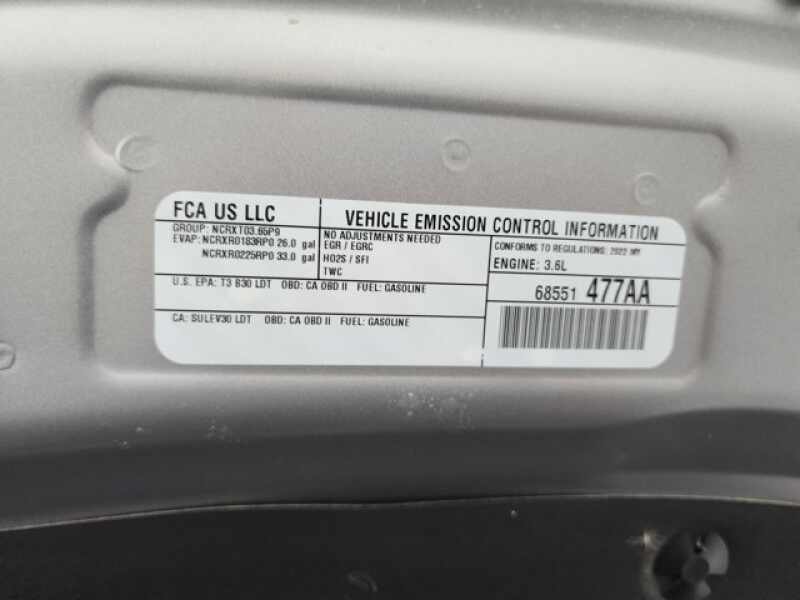 FCA US LLC
GROUP: NCRXT03.65P9
EVAP: NCRXR0183RP0 26.0 gal
NCRXR0225RP0 33.0 gal
VEHICLE EMISSION CONTROL INFORMATION
NO ADJUSTMENTS NEEDED
EGR / EGRC
HO2S / SFI
TWC
CONFORMS TO REGULATIONS: 2022 MY
ENGINE: 3.6L
U.S. EPA: T3 B30 LDT OBD: CA OBD II FUEL: GASOLINE
CA: SULEV30 LDT OBD: CA OBD II FUEL: GASOLINE
68551 477AA